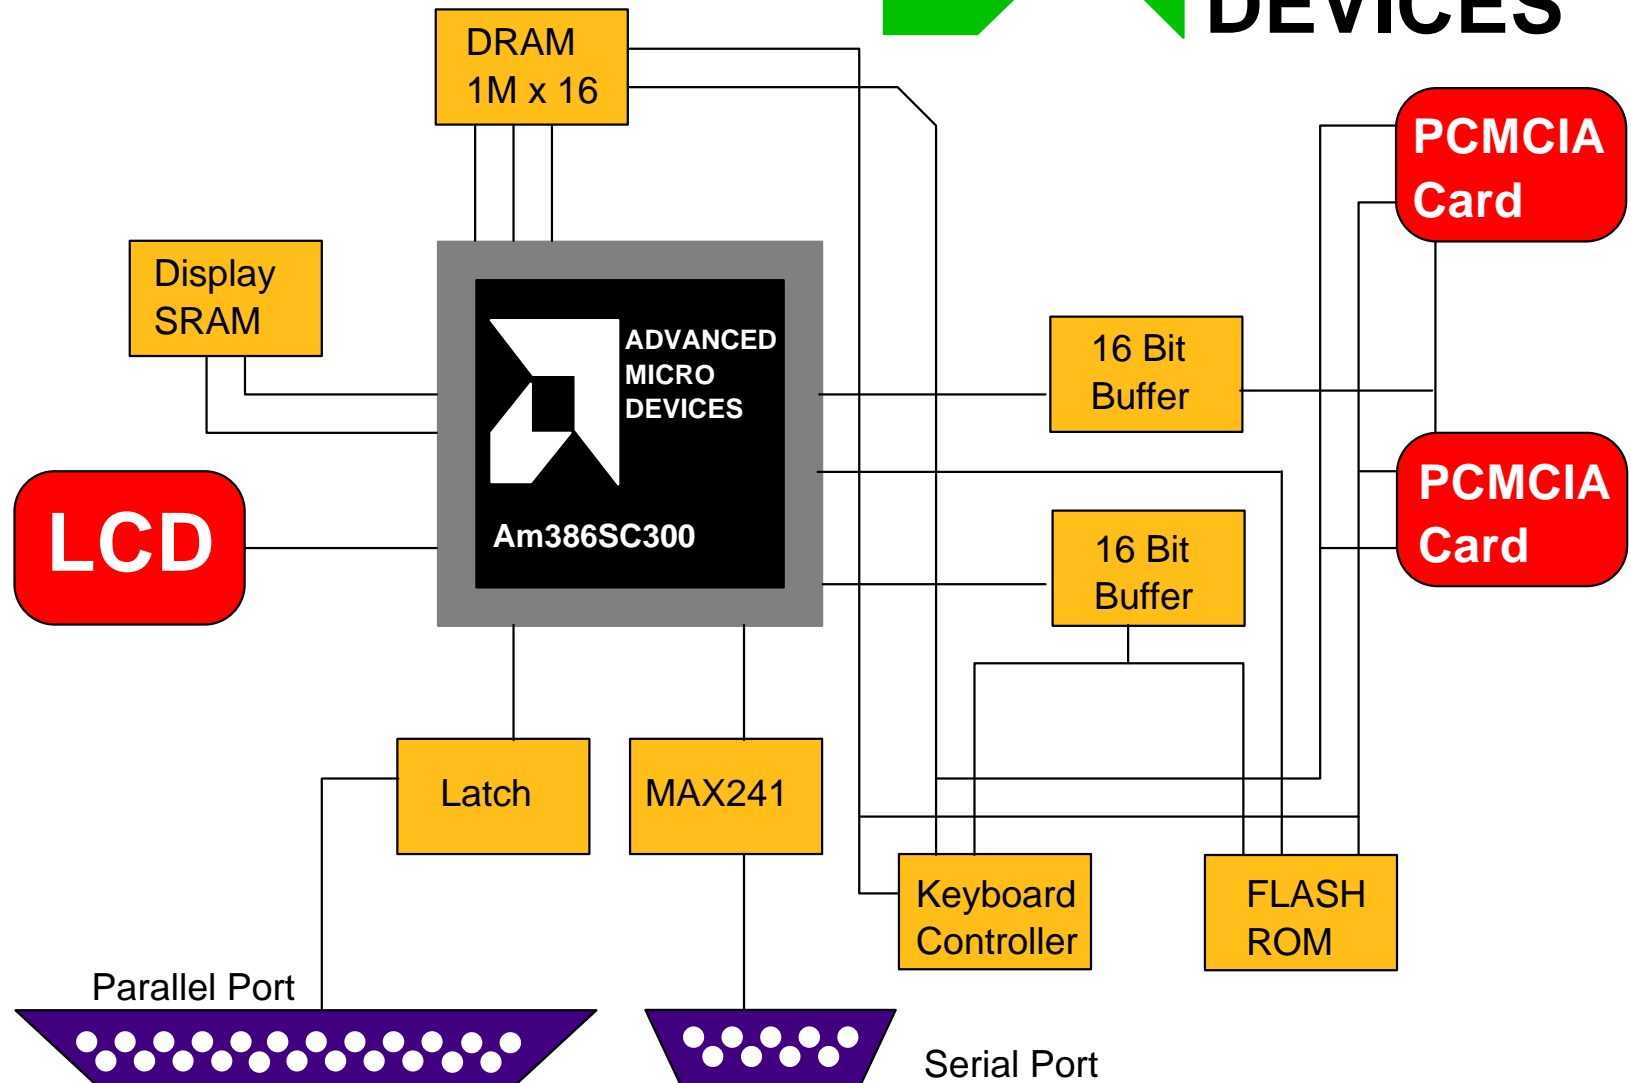 DEVICES
DRAM
1M x 16
PCMCIA
Card
Display
SRAM
ADVANCED
MICRO
DEVICES
Am386SC300
16 Bit
Buffer
LCD
PCMCIA
Card
16 Bit
Buffer
Latch
MAX241
Keyboard
Controller
FLASH
ROM
Parallel Port
Serial Port